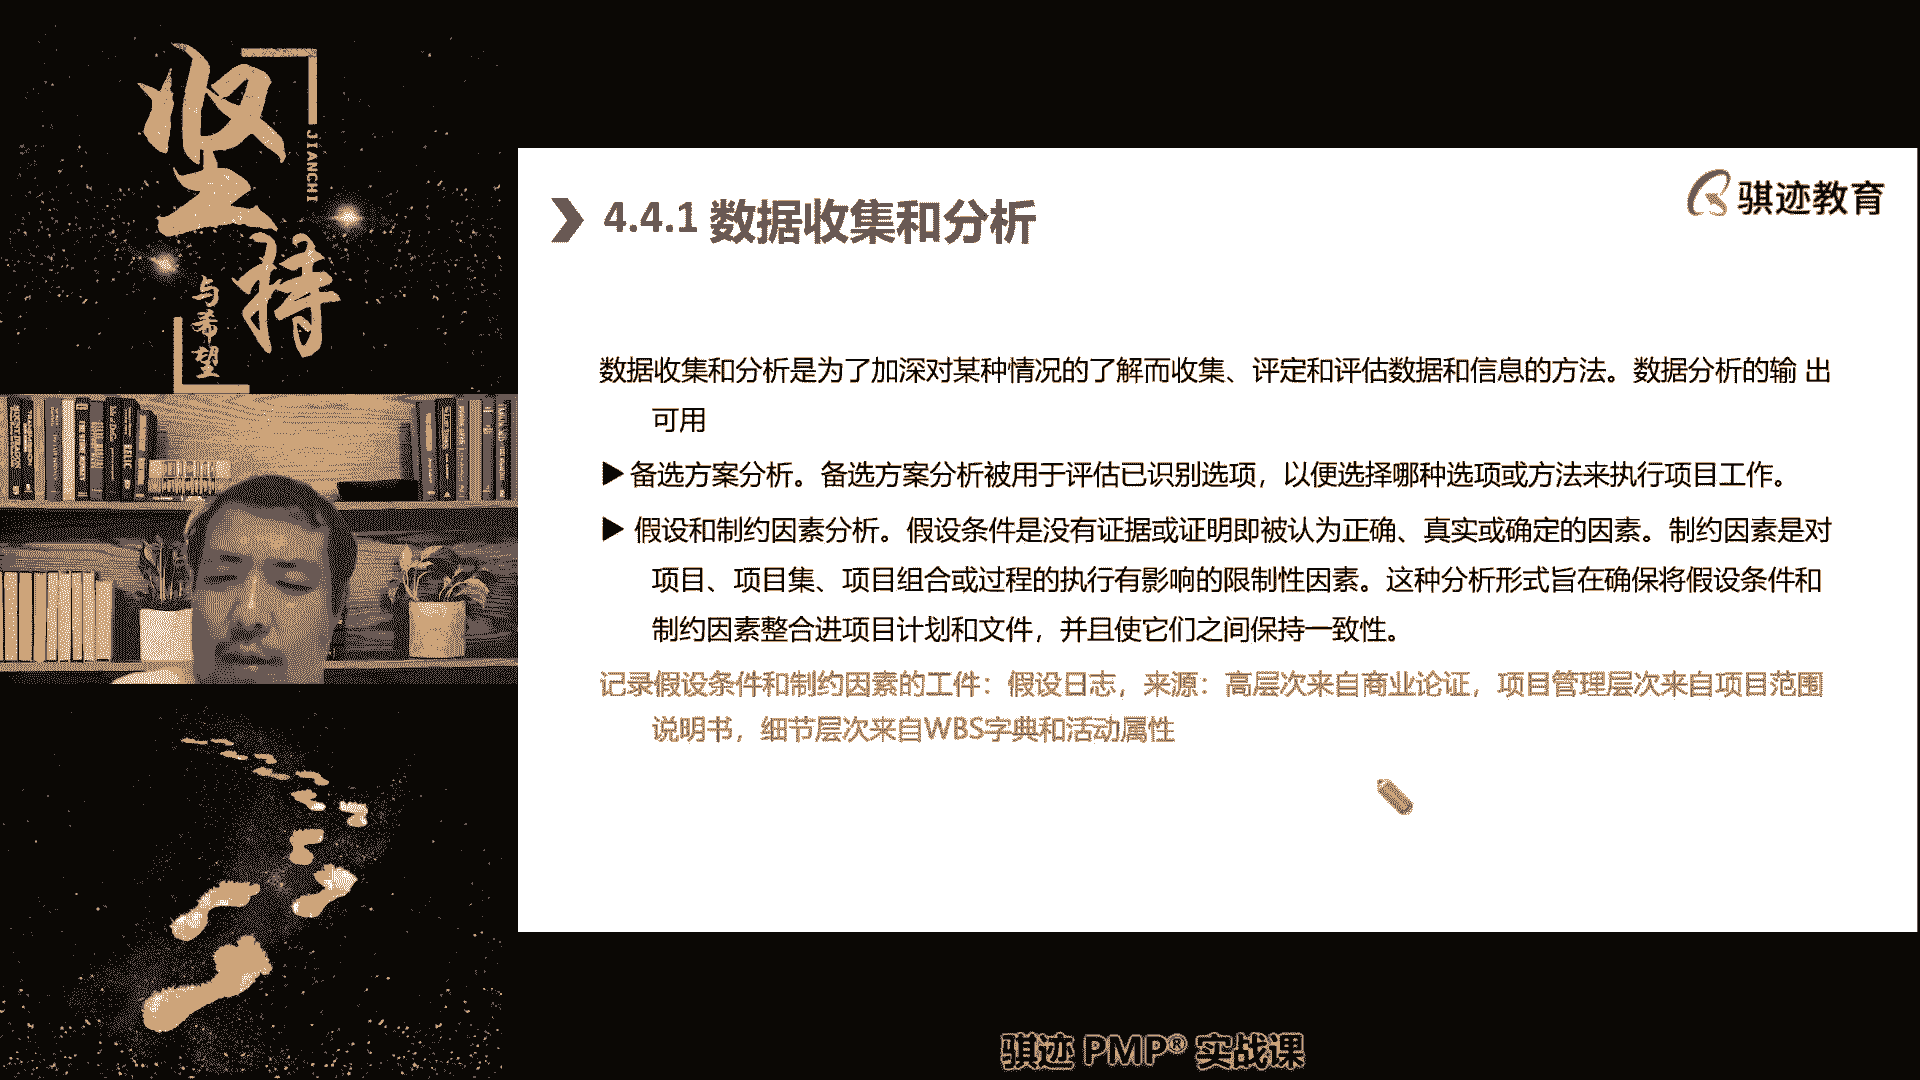 坚持
JIANCHI
与希望
骐迹教育
4.4.1 数据收集和分析
数据收集和分析是为了加深对某种情况的了解而收集、评定和评估数据和信息的方法。数据分析的输 出
可用
▶ 备选方案分析。备选方案分析被用于评估已识别选项，以便选择哪种选项或方法来执行项目工作。
▶ 假设和制约因素分析。假设条件是没有证据或证明即被认为正确、真实或确定的因素。制约因素是对
项目、项目集、项目组合或过程的执行有影响的限制性因素。这种分析形式旨在确保将假设条件和
制约因素整合进项目计划和文件，并且使它们之间保持一致性。
记录假设条件和制约因素的工件：假设日志，来源：高层次来自商业论证，项目管理层次来自项目范围
说明书，细节层次来自WBS字典和活动属性
骐迹 PMP® 实战课